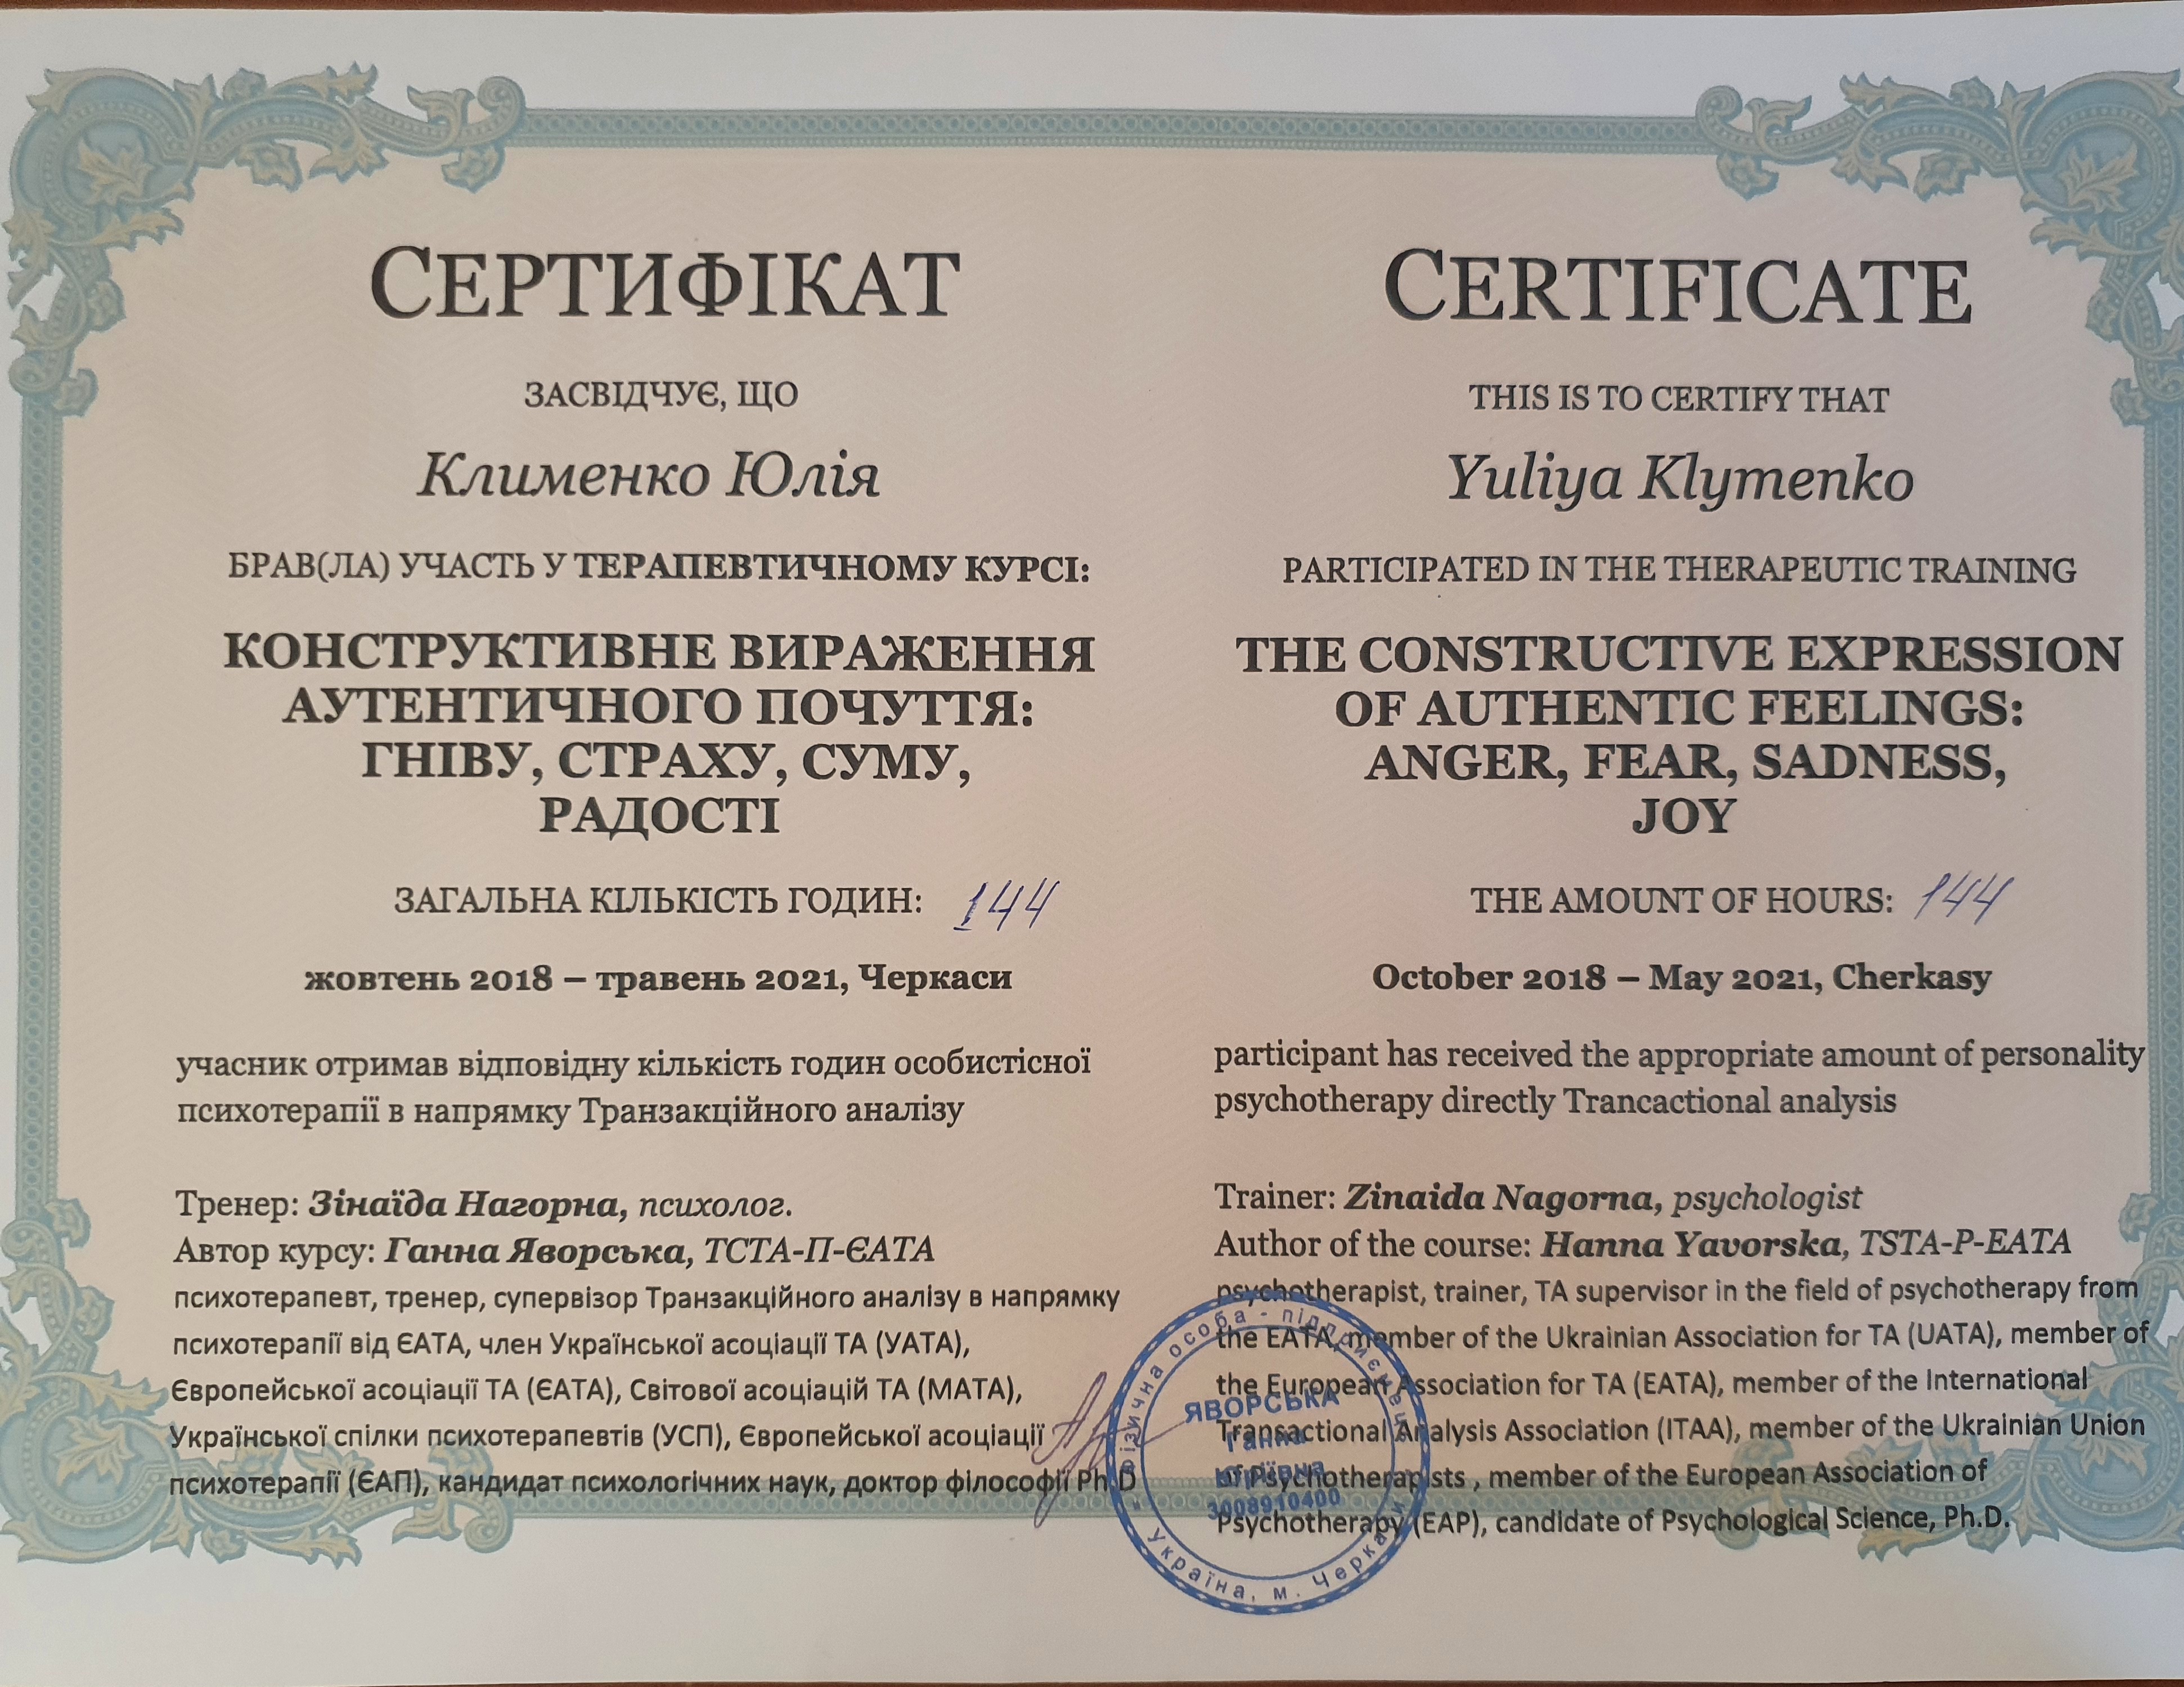 СЕРТИФІКАТ
ЗАСВІДЧУЄ, ЩО
Клименко Юлія
БРАВ(ЛА) УЧАСТЬ У ТЕРАПЕВТИЧНОМУ КУРСІ:
КОНСТРУКТИВНЕ ВИРАЖЕННЯ
АУТЕНТИЧНОГО ПОЧУТТЯ:
ГНІВУ, СТРАХУ, СУМУ,
РАДОСТІ
ЗАГАЛЬНА КІЛЬКІСТЬ ГОДИН: 144
жовтень 2018 – травень 2021, Черкаси
учасник отримав відповідну кількість годин особистісної
психотерапії в напрямку Транзакційного аналізу
Тренер: Зінаїда Нагорна, психолог.
Автор курсу: Ганна Яворська, ТСТА-П-ЄАТА
психотерапевт, тренер, супервізор Транзакційного аналізу в напрямку
психотерапії від ЄАТА, член Української асоціації ТА (УАТА),
Європейської асоціації ТА (ЄАТА), Світової асоціацій ТА (МАТА),
Української спілки психотерапевтів (УСП), Європейської асоціації
психотерапії (ЄАП), кандидат психологічних наук, доктор філософії Ph.D
CERTIFICATE
THIS IS TO CERTIFY THAT
Yuliya Klymenko
PARTICIPATED IN THE THERAPEUTIC TRAINING
THE CONSTRUCTIVE EXPRESSION
OF AUTHENTIC FEELINGS:
ANGER, FEAR, SADNESS,
JOY
THE AMOUNT OF HOURS: 144
October 2018 – May 2021, Cherkasy
participant has received the appropriate amount of personality
psychotherapy directly Trancactional analysis
Trainer: Zinaida Nagorna, psychologist
Author of the course: Hanna Yavorska, TSTA-P-EATA
psychotherapist, trainer, TA supervisor in the field of psychotherapy from
the EATA, member of the Ukrainian Association for TA (UATA), member of
the European Association for TA (EATA), member of the International
Transactional Analysis Association (ITAA), member of the Ukrainian Union
of Psychotherapists , member of the European Association of
Psychotherapy (EAP), candidate of Psychological Science, Ph.D.
Фізична особа - підприємець
ЯВОРСЬКА
Ганна
Юріївна
3008910400
Україна, м. Черкаси